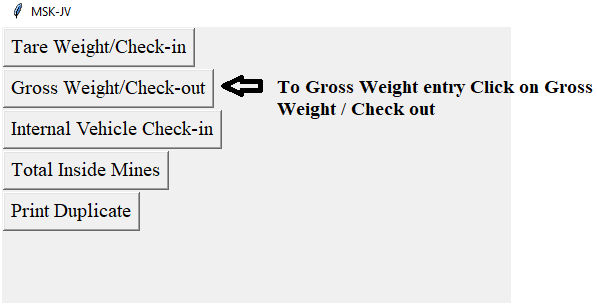 MSK-JV
Tare Weight/Check-in
Gross Weight/Check-out
To Gross Weight entry Click on Gross
Weight / Check out
Internal Vehicle Check-in
Total Inside Mines
Print Duplicate